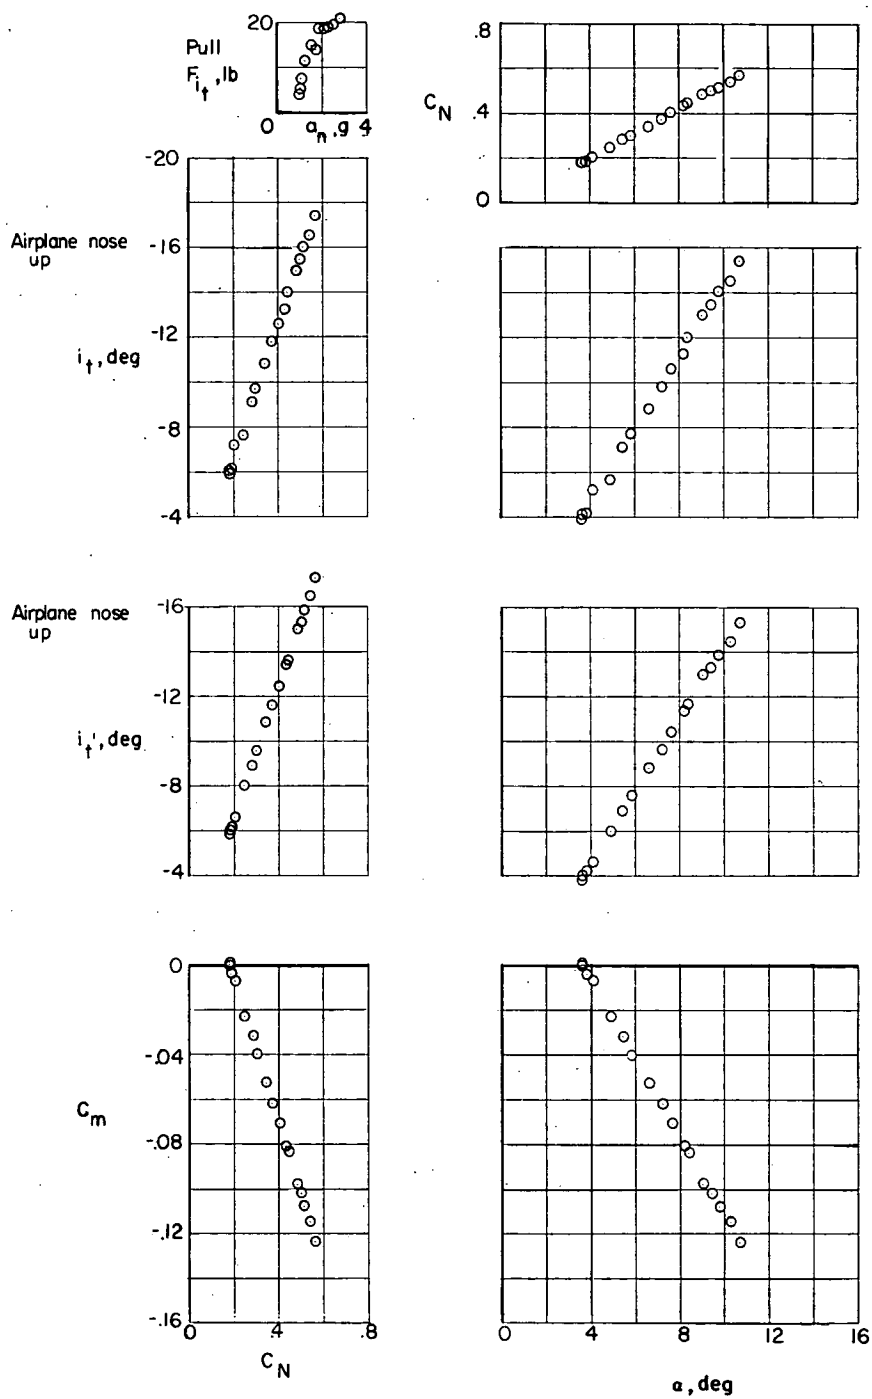 20
Pull
F_{i_t}, lb
0
a_n, g
4
.8
C_N
.4
0
-20
Airplane nose
up
-16
-12
i_t, deg
-8
-4
Airplane nose
up
-16
-12
i_t', deg
-8
-4
0
-.04
C_m
-.08
-.12
-.16
0 .4 .8
C_N
0 4 8 12 16
α, deg